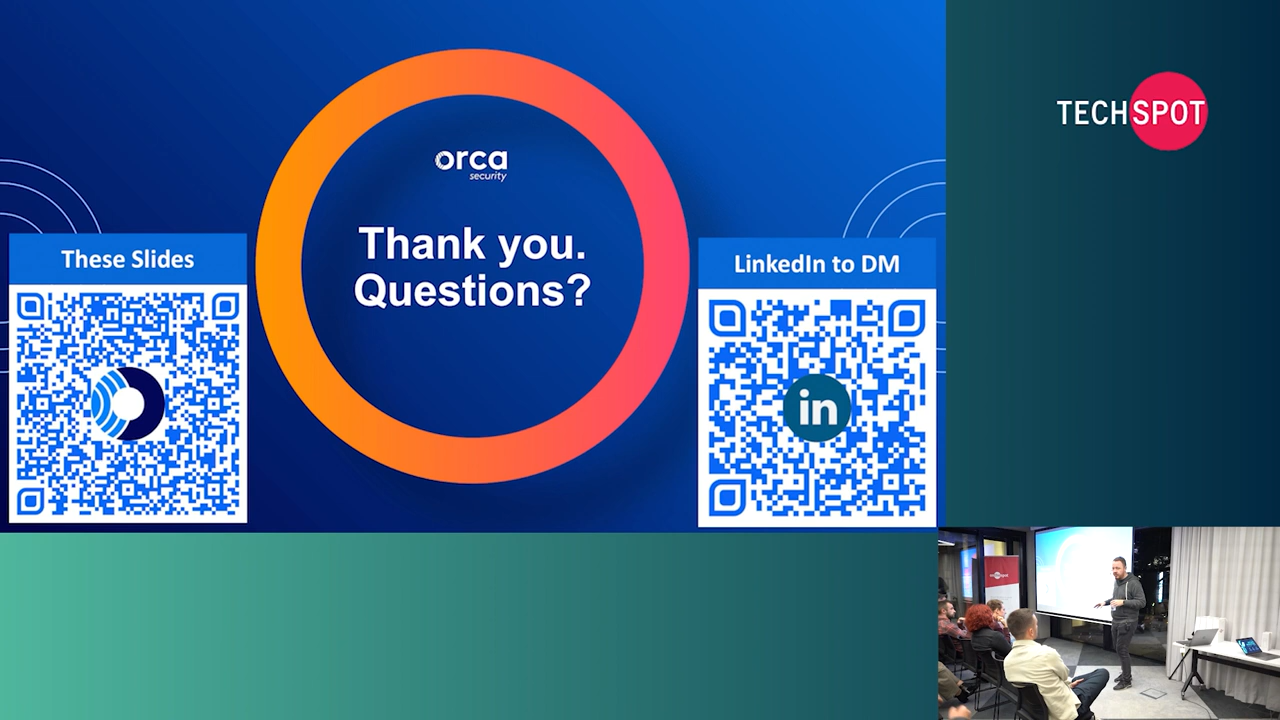 TECHSPOT
orca
security
Thank you.
Questions?
These Slides
LinkedIn to DM
in